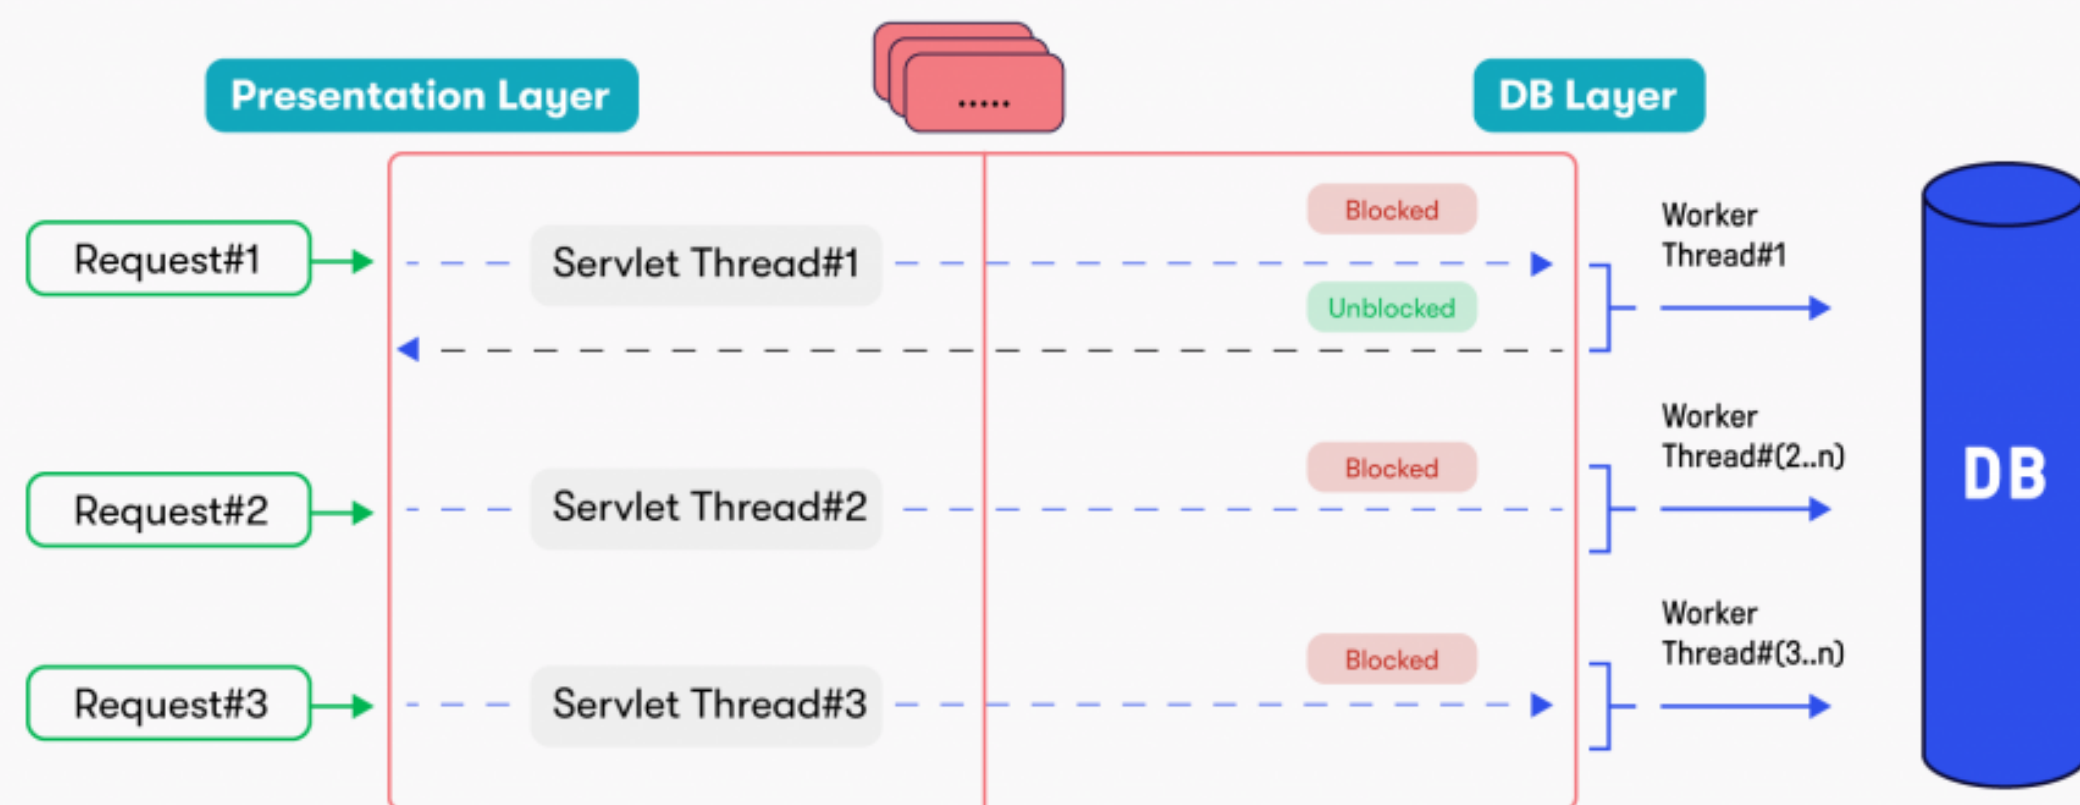 .....
Presentation Layer
DB Layer
Blocked
Worker
Thread#1
Request#1
Servlet Thread#1
Unblocked
Worker
Thread#(2..n)
Blocked
Request#2
Servlet Thread#2
DB
Worker
Thread#(3..n)
Blocked
Request#3
Servlet Thread#3